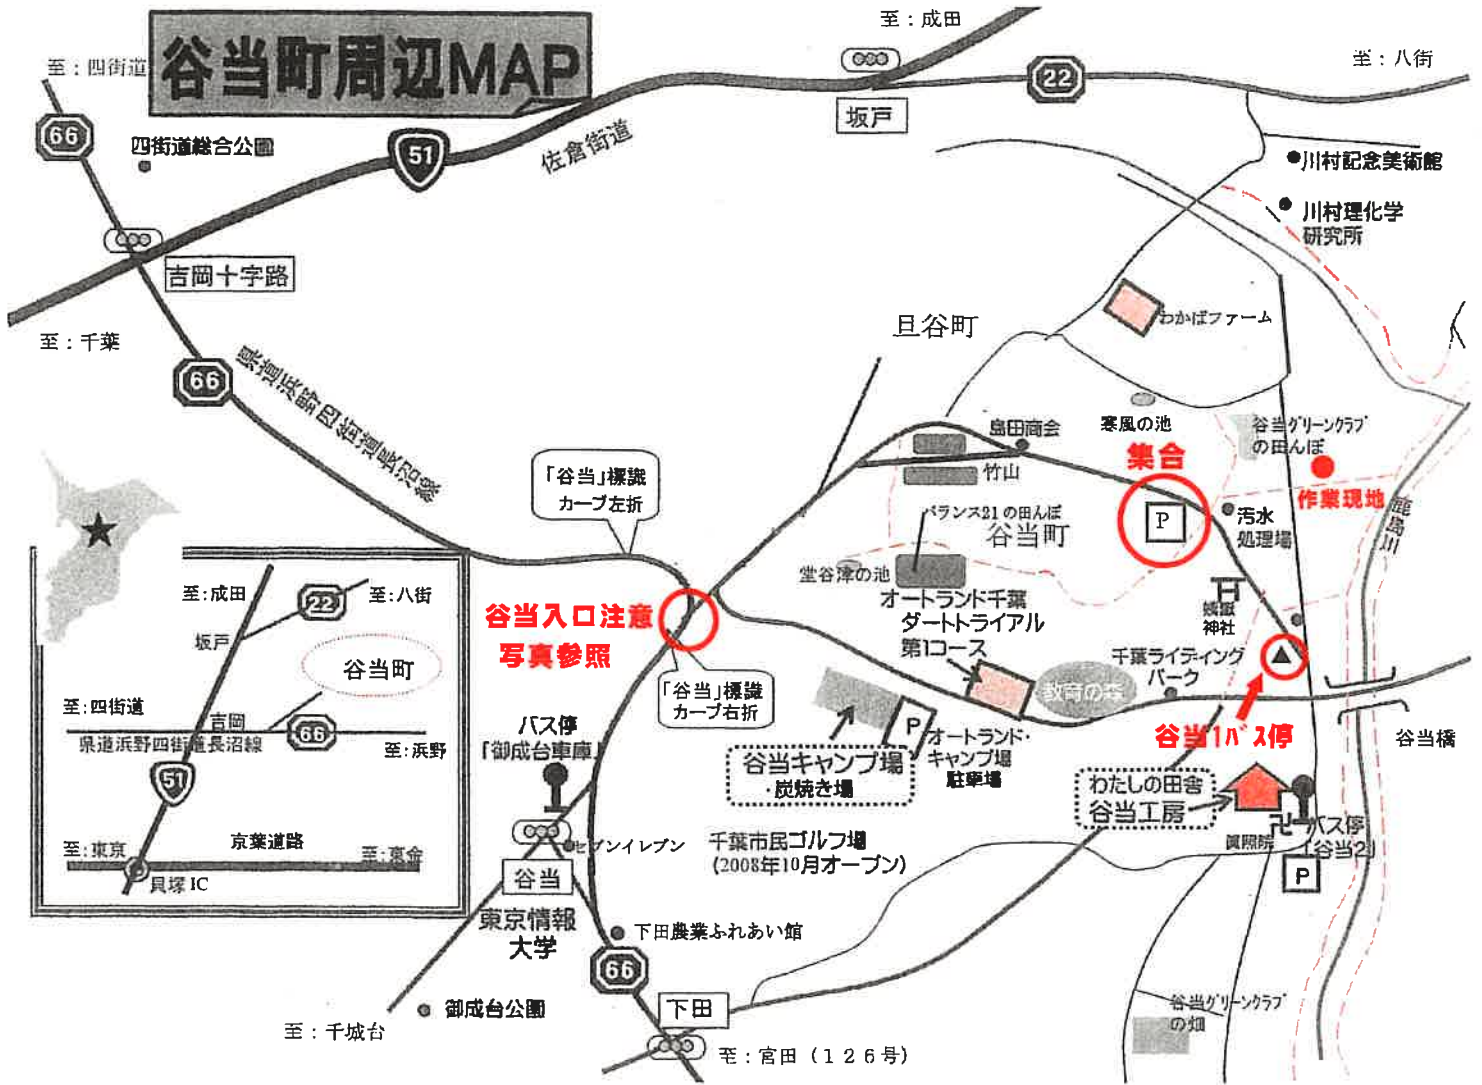 谷当町周辺MAP
至：成田
至：四街道
66
四街道総合公園
51
佐倉街道
坂戸
22
至：八街
川村記念美術館
川村理化学
研究所
吉岡十字路
至：千葉
66
県道浜野四街道長沼線
わかばファーム
旦谷町
寒風の池
集合
谷当グリーンクラブ
の田んぼ
作業現地
鹿島川
島田商会
竹山
「谷当」標識
カーブ左折
P
汚水
処理場
バランス21の田んぼ
谷当町
堂谷津の池
オートランド千葉
ダートトライアル
第1コース
神社
谷当入口注意
写真参照
「谷当」標識
カーブ右折
千葉ライディング
パーク
教育の森
谷当1バス停
谷当橋
至:成田
22
至:八街
坂戸
谷当町
至:四街道
吉岡
66
県道浜野四街道長沼線
至:浜野
51
京葉道路
至:東京
至:東金
貝塚IC
バス停
「御成台車庫」
谷当キャンプ場
・炭焼き場
P
オートランド・
キャンプ場
駐車場
わたしの田舎
谷当工房
眞照院
バス停
「谷当2」
P
セブンイレブン
千葉市民ゴルフ場
(2008年10月オープン)
谷当
東京情報
大学
下田農業ふれあい館
66
御成台公園
下田
至：千城台
至：宮田（126号）
谷当グリーンクラブ
の畑